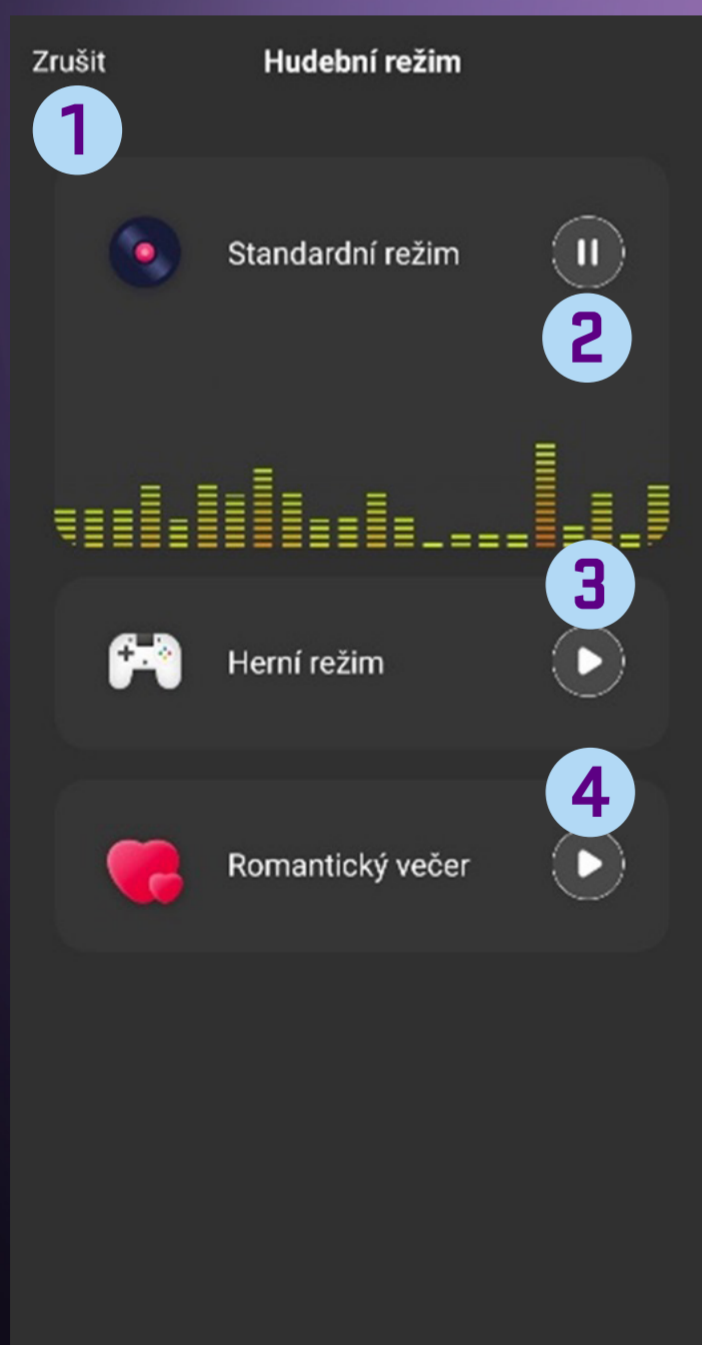 Zrušit Hudební režim
1
Standardní režim
2
3
Herní režim
4
Romantický večer